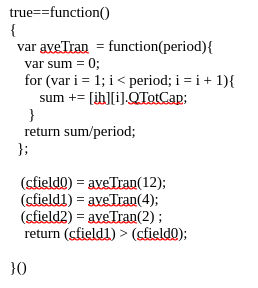 true==function()
{
var aveTran = function(period){
var sum = 0;
for (var i = 1; i < period; i = i + 1){
sum += [ih][i].QTotCap;
}
return sum/period;
};
(cfield0) = aveTran(12);
(cfield1) = aveTran(4);
(cfield2) = aveTran(2) ;
return (cfield1) > (cfield0);
}()